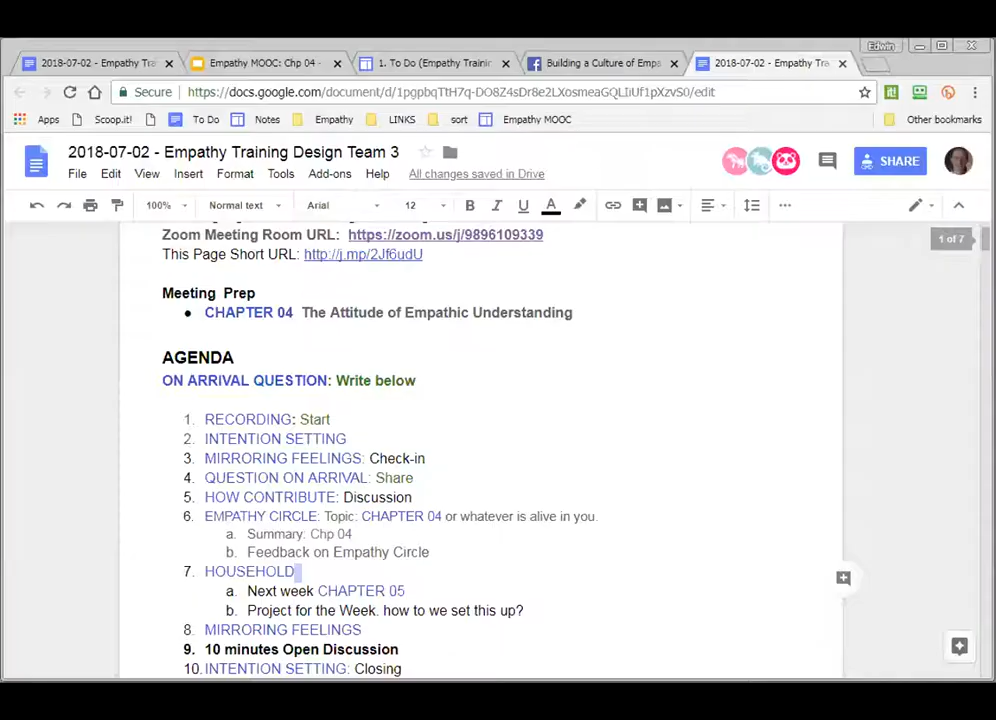 Edwin
2018-07-02 - Empathy Tra
Empathy MOOC: Chp 04 -
1. To Do (Empathy Trainin
Building a Culture of Empa
2018-07-02 - Empathy Tra
Secure
https://docs.google.com/document/d/1pgpbqTtH7q-DO8Z4sDr8e2LXosmeaGQLIiUf1pXzvS0/edit
Apps
Scoop.it!
To Do
Notes
Empathy
LINKS
sort
Empathy MOOC
Other bookmarks
2018-07-02 - Empathy Training Design Team 3
SHARE
File Edit View Insert Format Tools Add-ons Help All changes saved in Drive
100% Normal text Arial 12 B I U A
1 of 7
Zoom Meeting Room URL: https://zoom.us/j/9896109339
This Page Short URL: http://j.mp/2Jf6udU
Meeting Prep
● CHAPTER 04 The Attitude of Empathic Understanding
AGENDA
ON ARRIVAL QUESTION: Write below
1. RECORDING: Start
2. INTENTION SETTING
3. MIRRORING FEELINGS: Check-in
4. QUESTION ON ARRIVAL: Share
5. HOW CONTRIBUTE: Discussion
6. EMPATHY CIRCLE: Topic: CHAPTER 04 or whatever is alive in you.
a. Summary: Chp 04
b. Feedback on Empathy Circle
7. HOUSEHOLD
a. Next week CHAPTER 05
b. Project for the Week. how to we set this up?
8. MIRRORING FEELINGS
9. 10 minutes Open Discussion
10. INTENTION SETTING: Closing